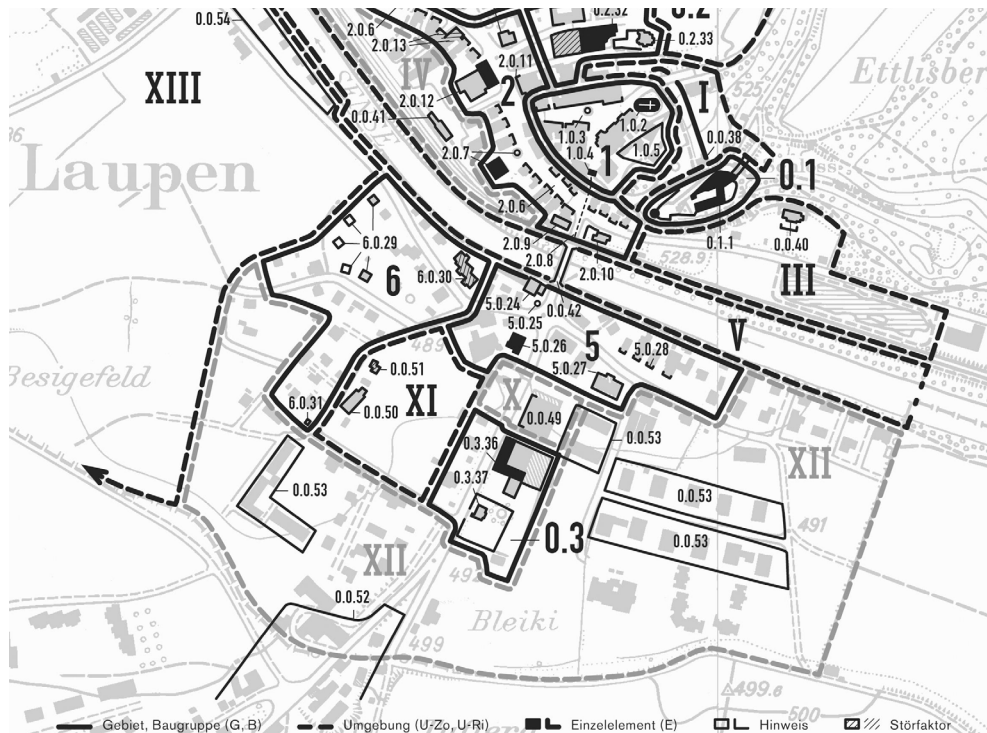 0.0.54
2.0.6
2.0.13
0.2.32
0.2
0.2.33
XIII
IV
2.0.11
2.0.12
2
I
525
Ettlisber
0.0.41
1.0.3
1.0.2
1.0.4
1.0.5
1
0.0.38
0.1
2.0.7
Laupen
2.0.6
0.1.1
0.0.40
6.0.29
6
6.0.30
2.0.9
2.0.8
2.0.10
528.9
III
5.0.24
0.0.42
5.0.25
V
489
5.0.26
5
5.0.28
5.0.27
Besigefeld
0.0.51
XI
X
6.0.31
0.0.50
0.0.49
0.0.53
0.3.36
XII
0.3.37
0.0.53
0.0.53
491
0.3
0.0.53
XII
0.0.52
Bleiki
499
499.6
500
Gebiet, Baugruppe (G, B)
Umgebung (U-Zo, U-Ri)
Einzelelement (E)
Hinweis
Störfaktor